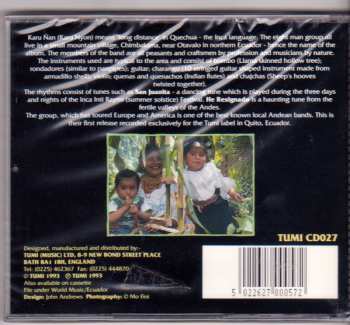 Karu Ñan (Karu Nyon) means 'long distance' in Quechua - the Inca language. The eight man group all
live in a small mountain village, Chimbaloma, near Otavalo in northern Ecuador - hence the name of the
album. The members of the band are all peasants and craftsmen by profession and musicians by nature.
The instruments used are typical to the area and consist of bombo (Llama skinned hollow tree);
rondadores (similar to panpipes); guitar, charango (10 stringed guitar shaped instrument made from
armadillo shell); violin; quenas and quenachos (Indian flutes) and chajchas (Sheep's hooves
twisted together).
The rhythms consist of tunes such as San Juanito - a dancing tune which is played during the three days
and nights of the Inca Inti Raymi (summer solstice) Festival. He Resignado is a haunting tune from the
fertile valleys of the Andes.
The group, which has toured Europe and America is one of the best known local Andean bands. This is
their first release recorded exclusively for the Tumi label in Quito, Ecuador.
TUMI CD027
Designed, manufactured and distributed by:-
TUMI (MUSIC) LTD, 8-9 NEW BOND STREET PLACE
BATH BA1 1BH, ENGLAND
Tel: (0225) 462367 Fax: (0225) 444870
© TUMI 1993 ℗ TUMI 1993
Also available on cassette
File under World Music/Ecuador
Design: John Andrews Photography: © Mo Fini
5 022627 000572